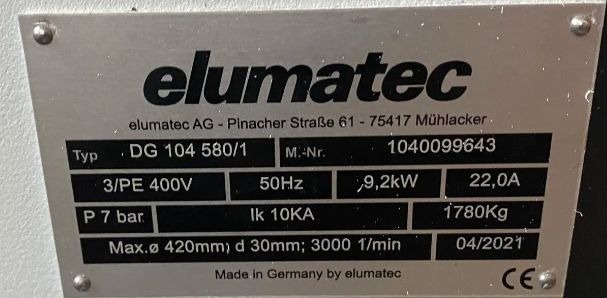 elumatec
elumatec AG - Pinacher Straße 61 - 75417 Mühlacker
Typ DG 104 580/1 M.-Nr. 1040099643
3/PE 400V 50Hz 9,2kW 22,0A
P 7 bar Ik 10KA 1780Kg
Max.ø 420mm; d 30mm; 3000 1/min 04/2021
Made in Germany by elumatec CE